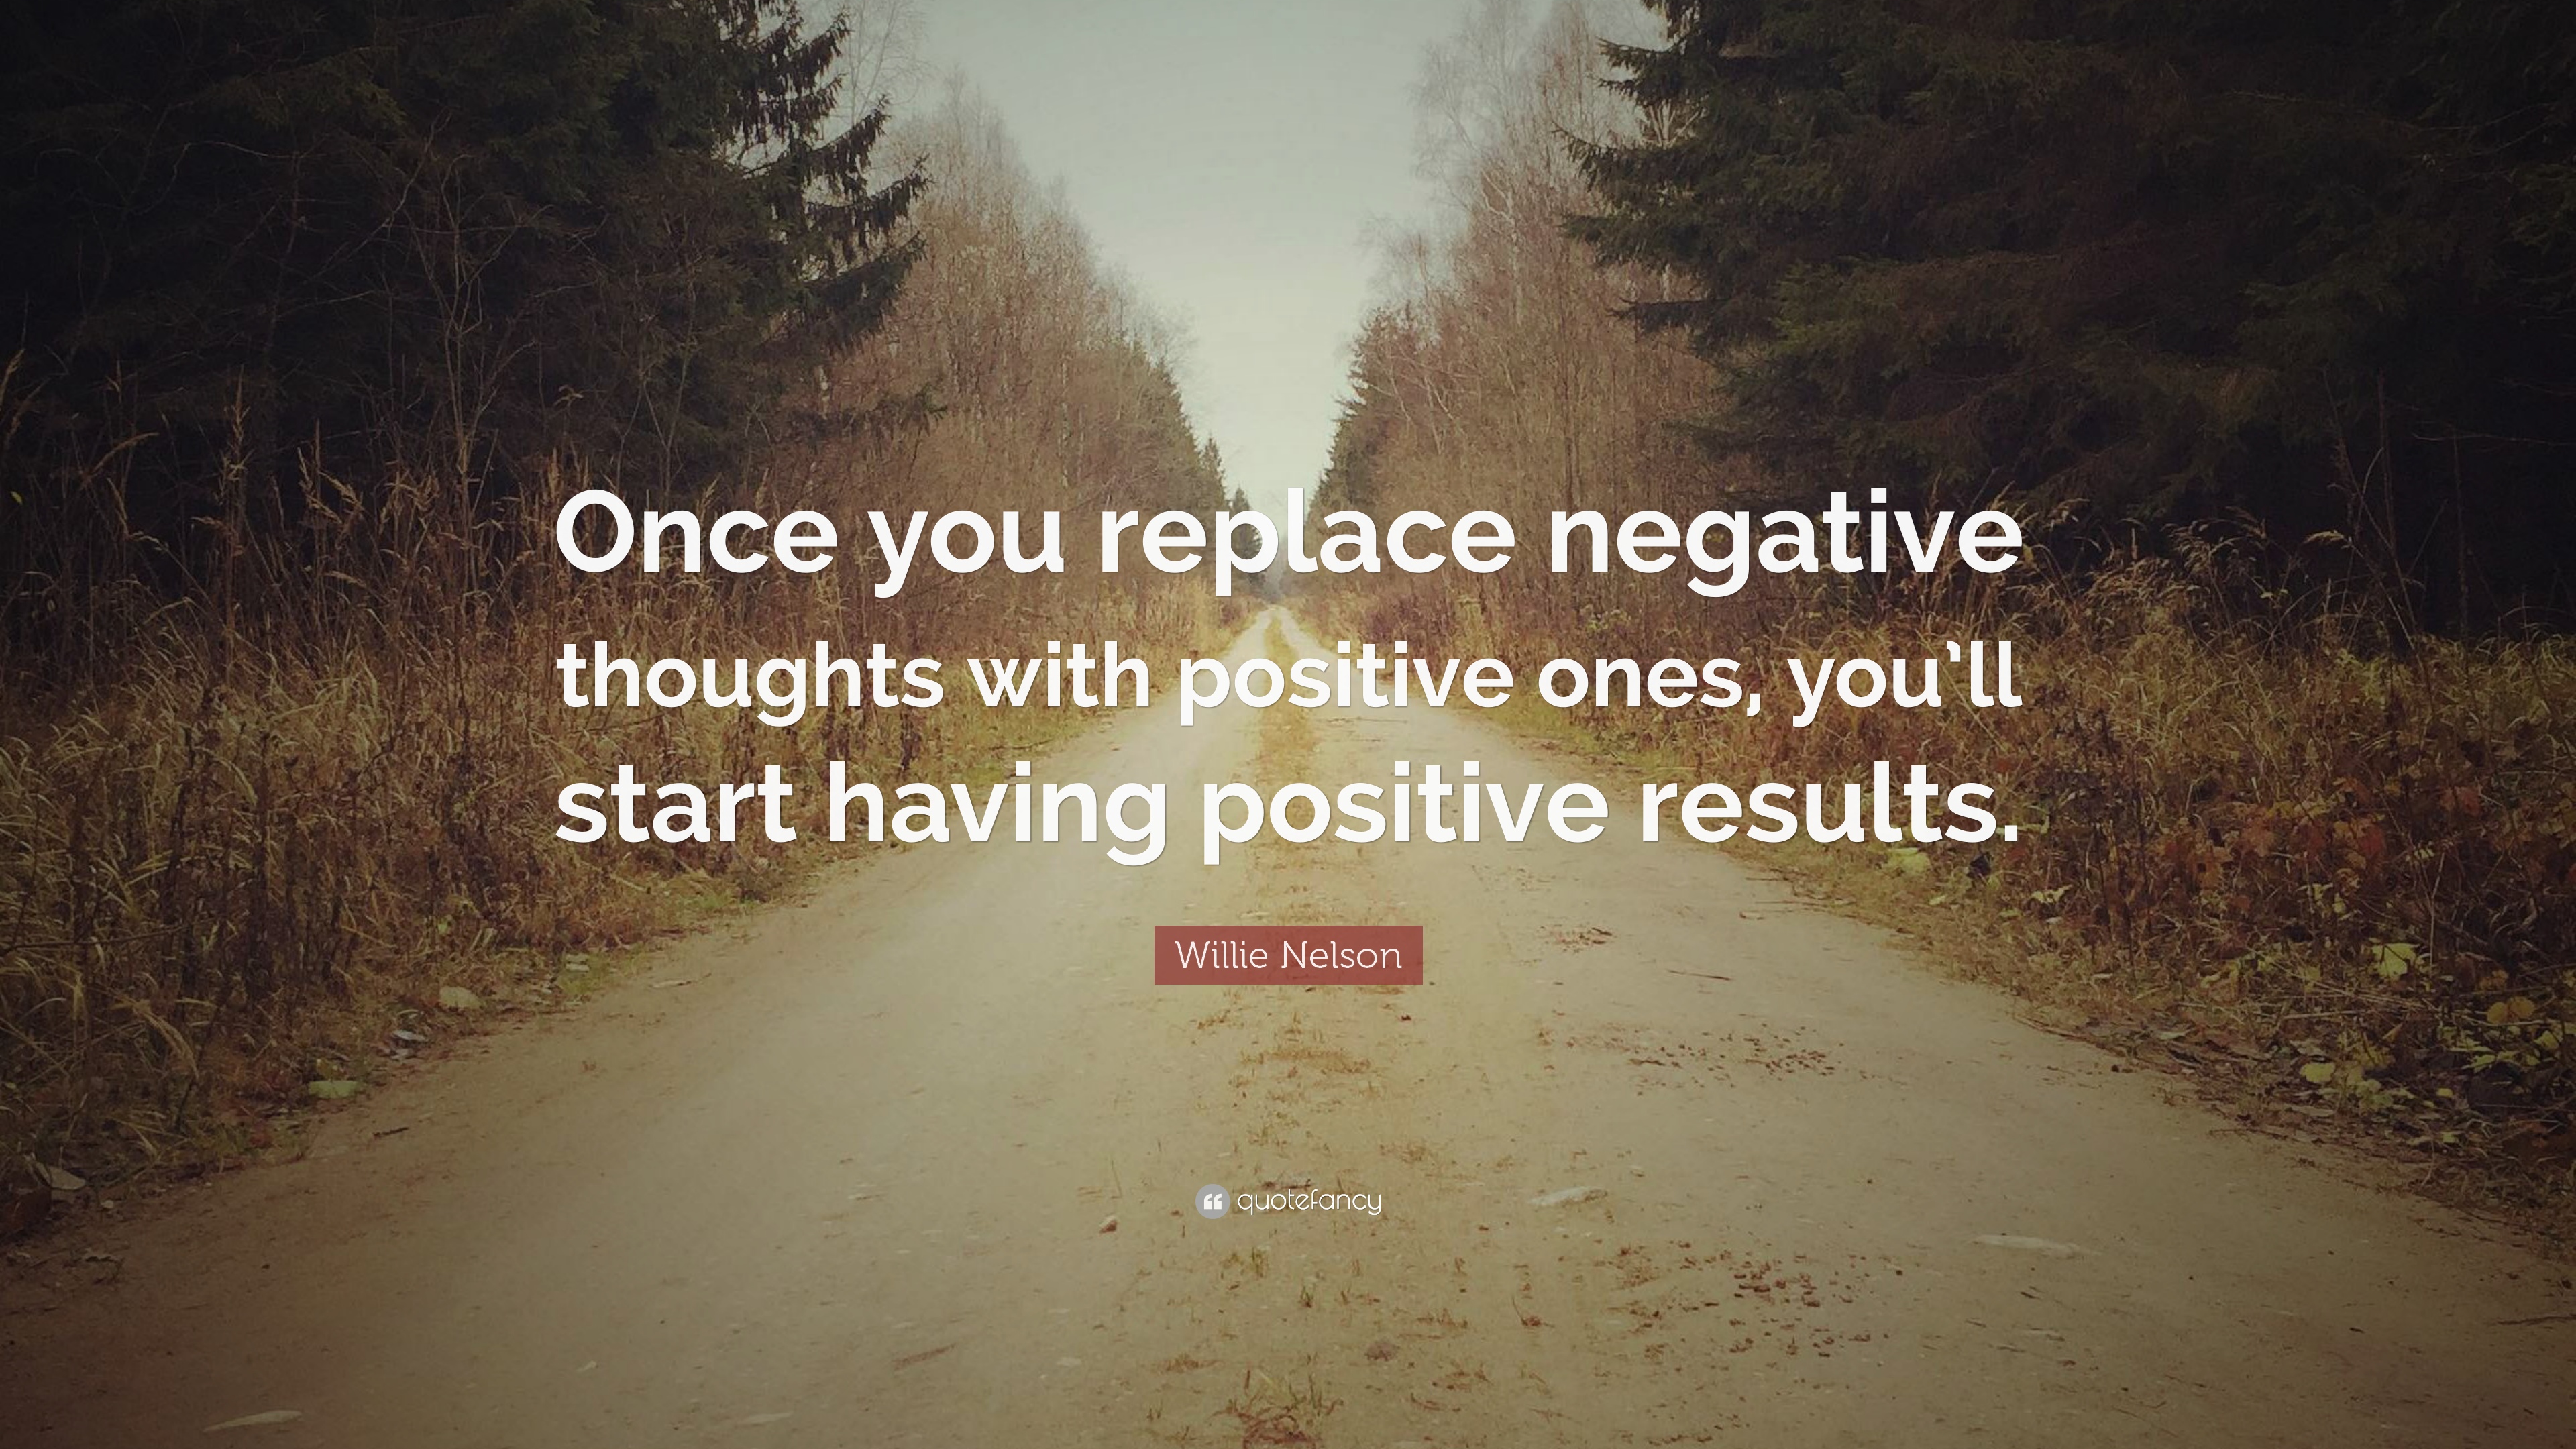 Once you replace negative
thoughts with positive ones, you’ll
start having positive results.
Willie Nelson
quotefancy